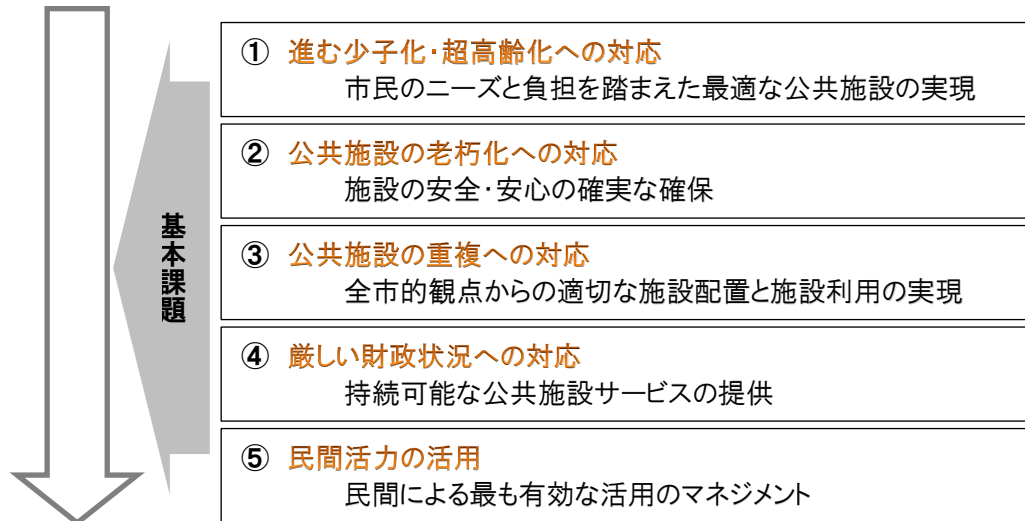 基本課題
① 進む少子化・超高齢化への対応
市民のニーズと負担を踏まえた最適な公共施設の実現
② 公共施設の老朽化への対応
施設の安全・安心の確実な確保
③ 公共施設の重複への対応
全市的観点からの適切な施設配置と施設利用の実現
④ 厳しい財政状況への対応
持続可能な公共施設サービスの提供
⑤ 民間活力の活用
民間による最も有効な活用のマネジメント